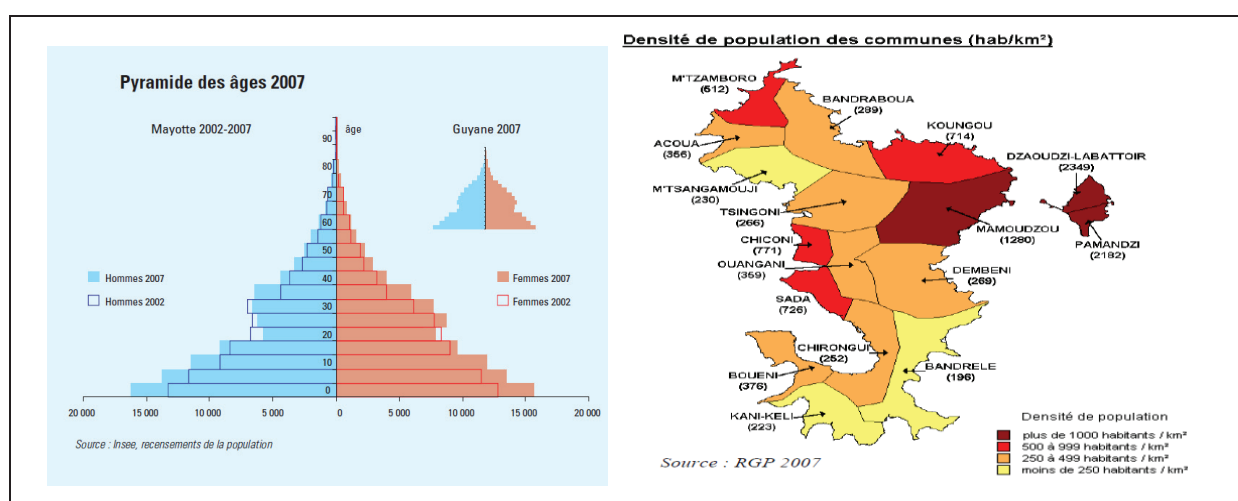 Pyramide des âges 2007
Mayotte 2002-2007
âge
Guyane 2007
90
80
70
60
50
40
30
20
10
0
Hommes 2007
Hommes 2002
Femmes 2007
Femmes 2002
20 000
15 000
10 000
5 000
0
5 000
10 000
15 000
20 000
Source : Insee, recensements de la population
Densité de population des communes (hab/km²)
M'TZAMBORO
(512)
BANDRABOUA
(289)
KOUNGOU
(714)
ACOUA
(356)
DZAOUDZI-LABATTOIR
(2349)
M'TSANGAMOUJI
(230)
TSINGONI
(266)
MAMOUDZOU
(1280)
PAMANDZI
(2182)
CHICONI
(771)
OUANGANI
(359)
DEMBENI
(269)
SADA
(726)
CHIRONGUI
(252)
BANDRELE
(196)
BOUENI
(376)
KANI-KELI
(223)
Densité de population
plus de 1000 habitants / km²
500 à 999 habitants / km²
250 à 499 habitants / km²
moins de 250 habitants / km²
Source : RGP 2007